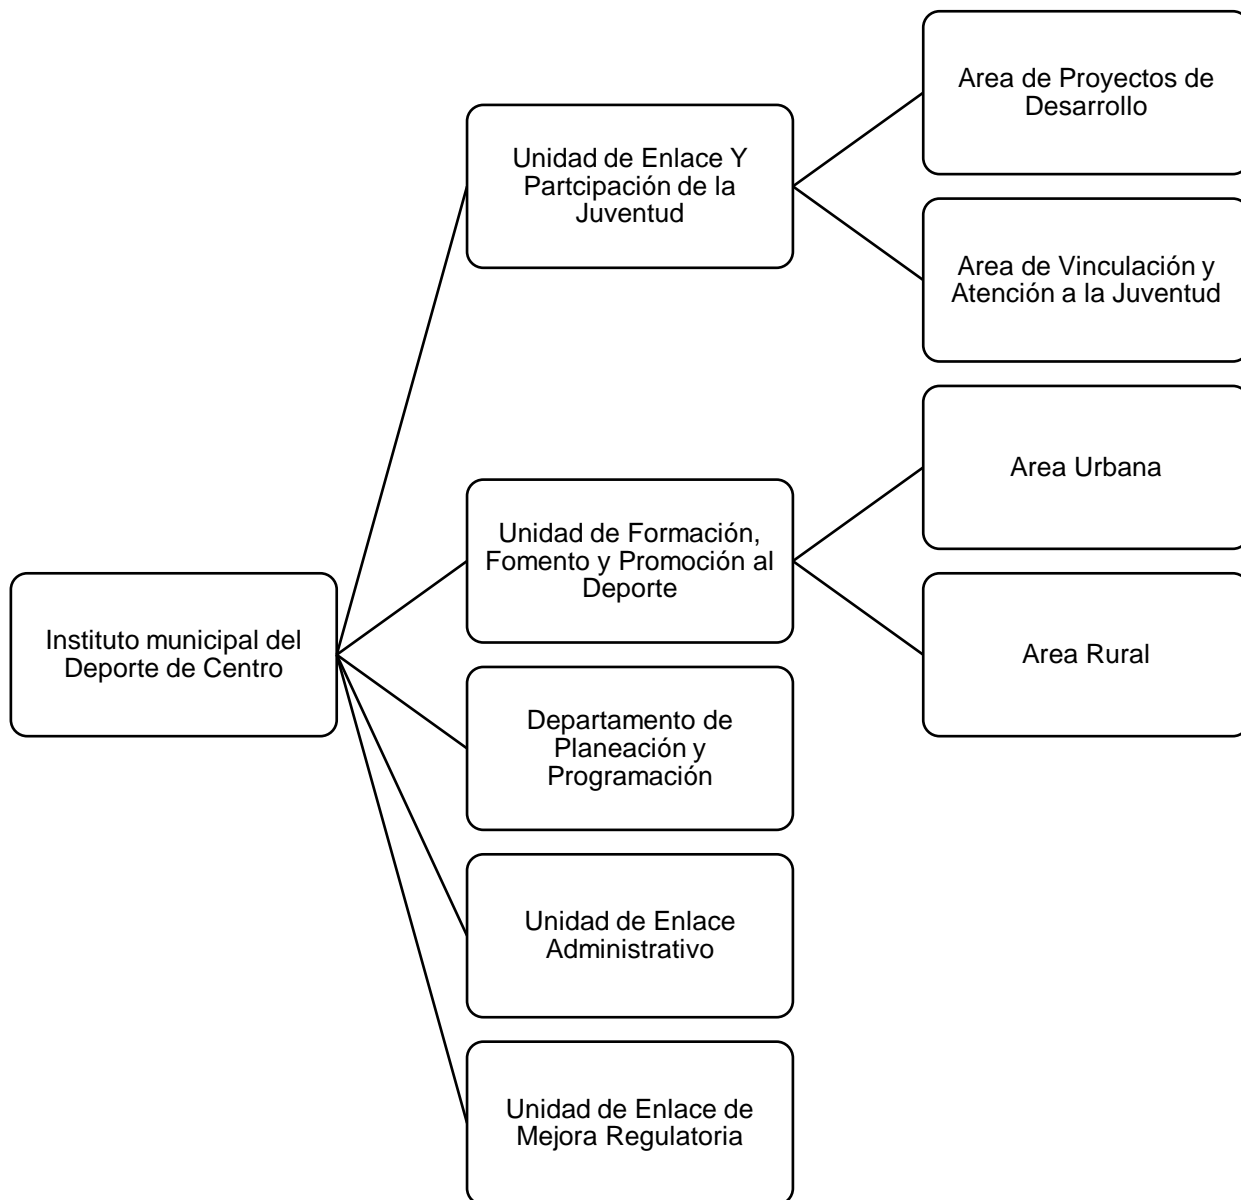 Area de Proyectos de
Desarrollo
Unidad de Enlace Y
Partcipación de la
Juventud
Area de Vinculación y
Atención a la Juventud
Area Urbana
Unidad de Formación,
Fomento y Promoción al
Deporte
Instituto municipal del
Deporte de Centro
Area Rural
Departamento de
Planeación y
Programación
Unidad de Enlace
Administrativo
Unidad de Enlace de
Mejora Regulatoria